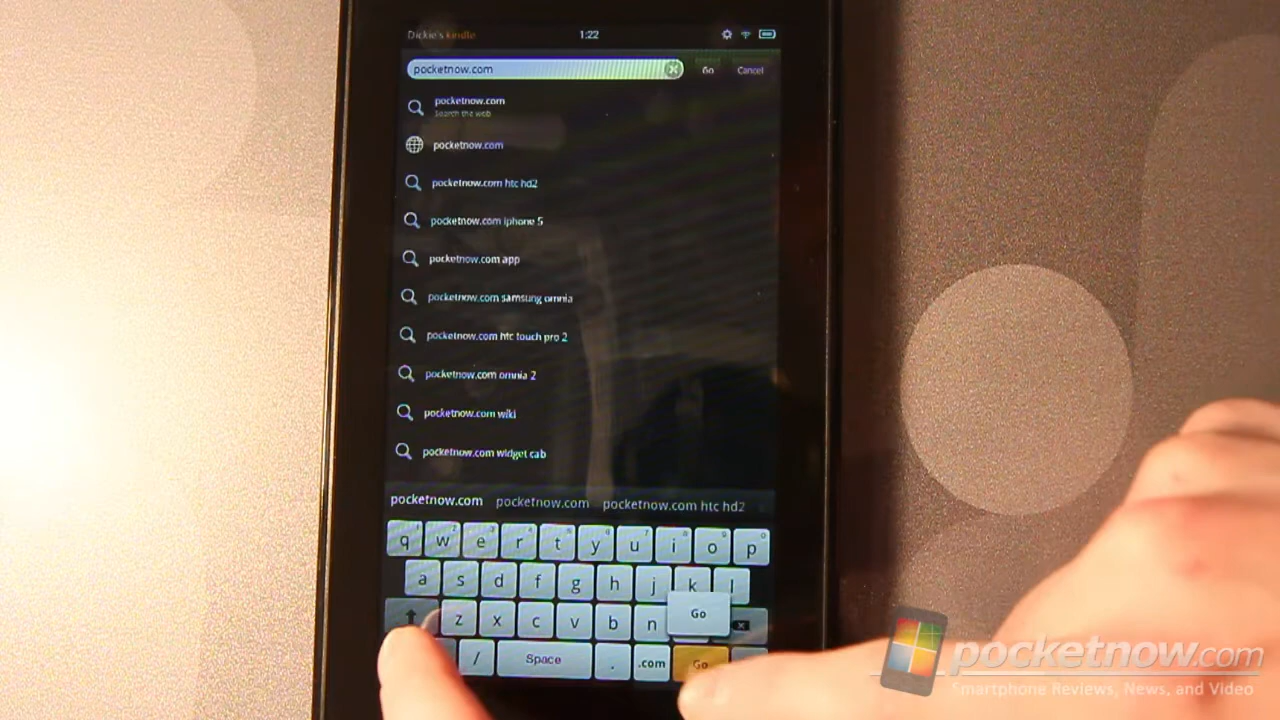 Dickie's kindle 1:22
pocketnow.com Go Cancel
pocketnow.com
Search the web
pocketnow.com
pocketnow.com htc hd2
pocketnow.com iphone 5
pocketnow.com app
pocketnow.com samsung omnia
pocketnow.com htc touch pro 2
pocketnow.com omnia 2
pocketnow.com wiki
pocketnow.com widget cab
pocketnow.com pocketnow.com pocketnow.com htc hd2
q w e r t y u i o p
a s d f g h j k l
z x c v b n Go
/ Space . .com Go
pocketnow.com
Smartphone Reviews, News, and Video